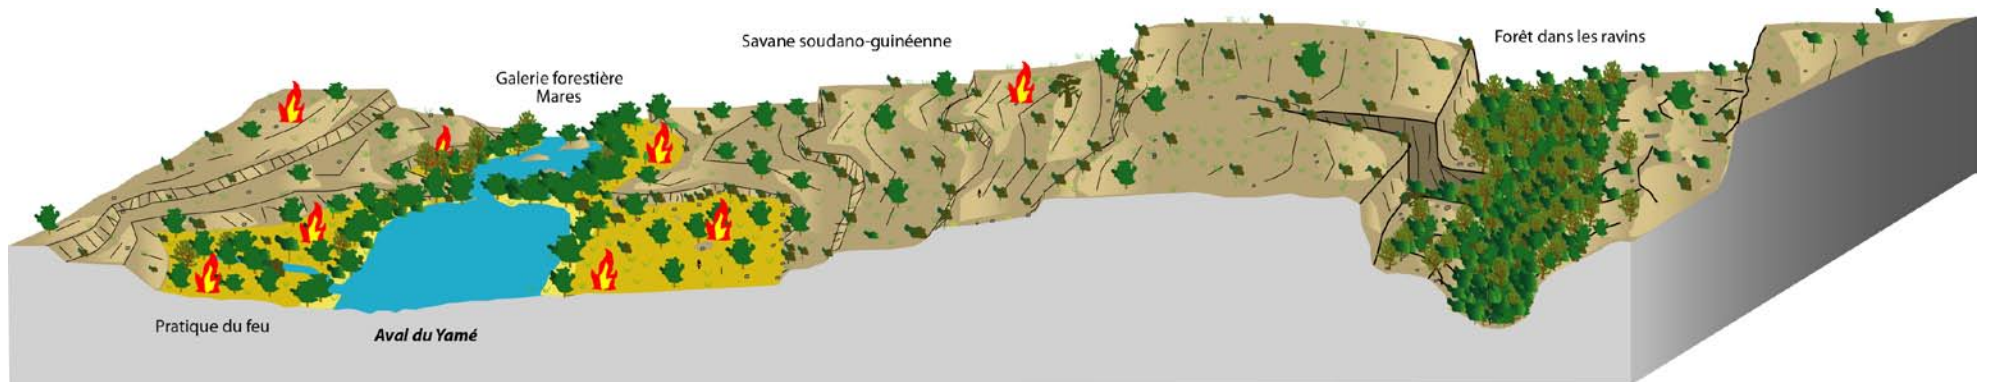 Savane soudano-guinéenne
Forêt dans les ravins
Galerie forestière
Mares
Pratique du feu
Aval du Yamé